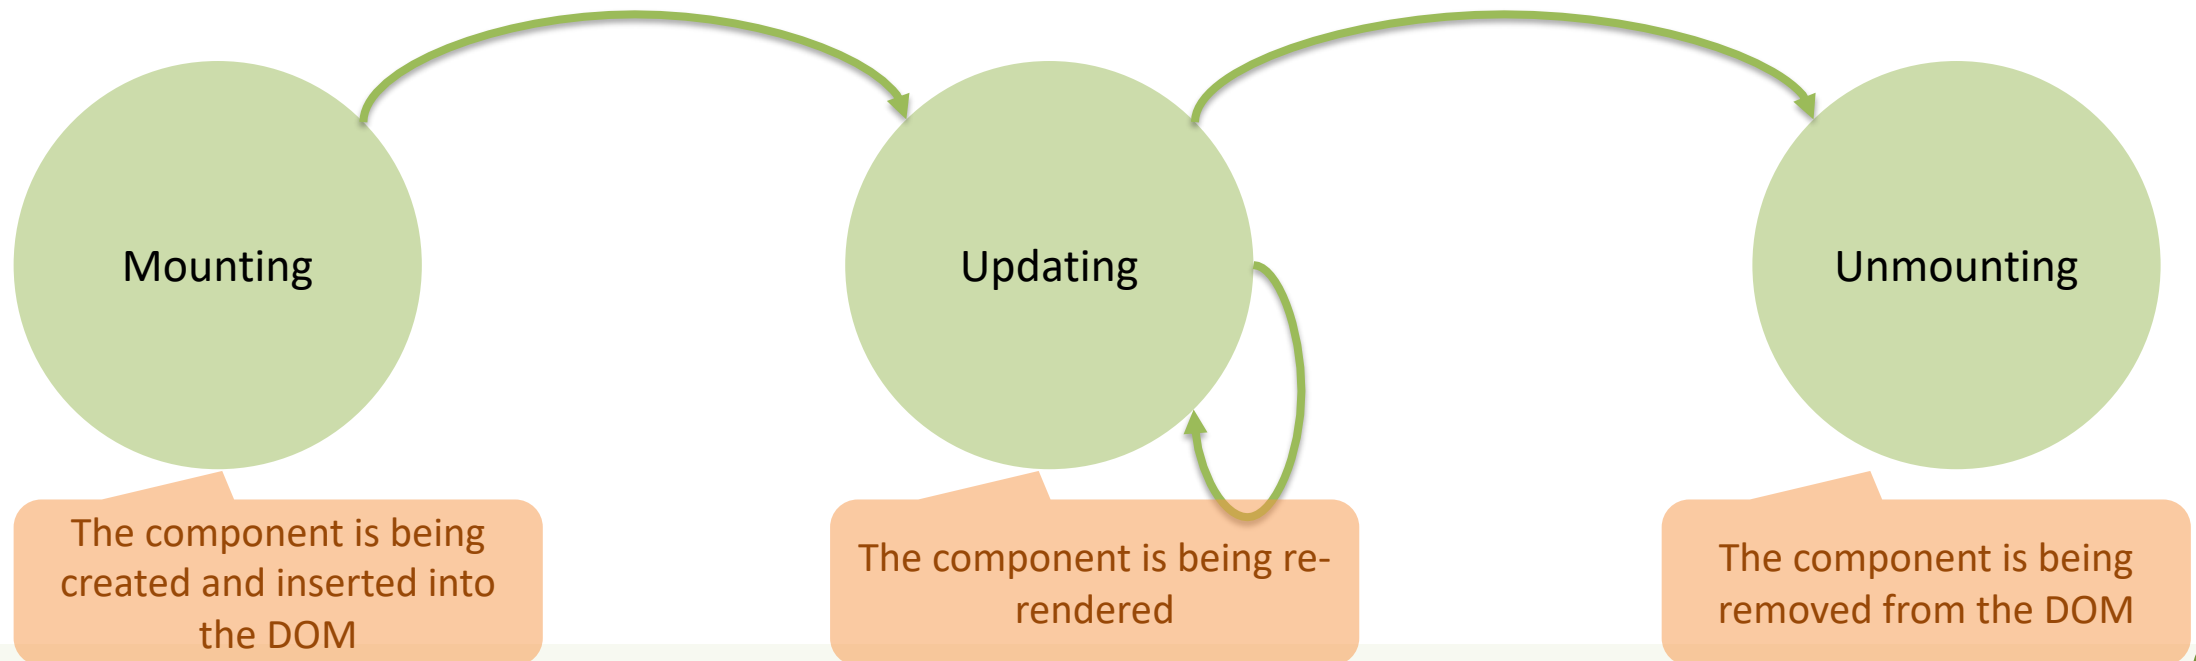 Mounting
Updating
Unmounting
The component is being
created and inserted into
the DOM
The component is being re-
rendered
The component is being
removed from the DOM